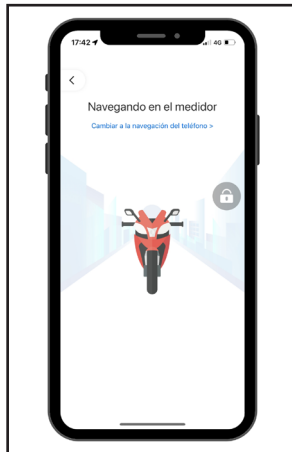 17:42
4G
Navegando en el medidor
Cambiar a la navegación del teléfono >